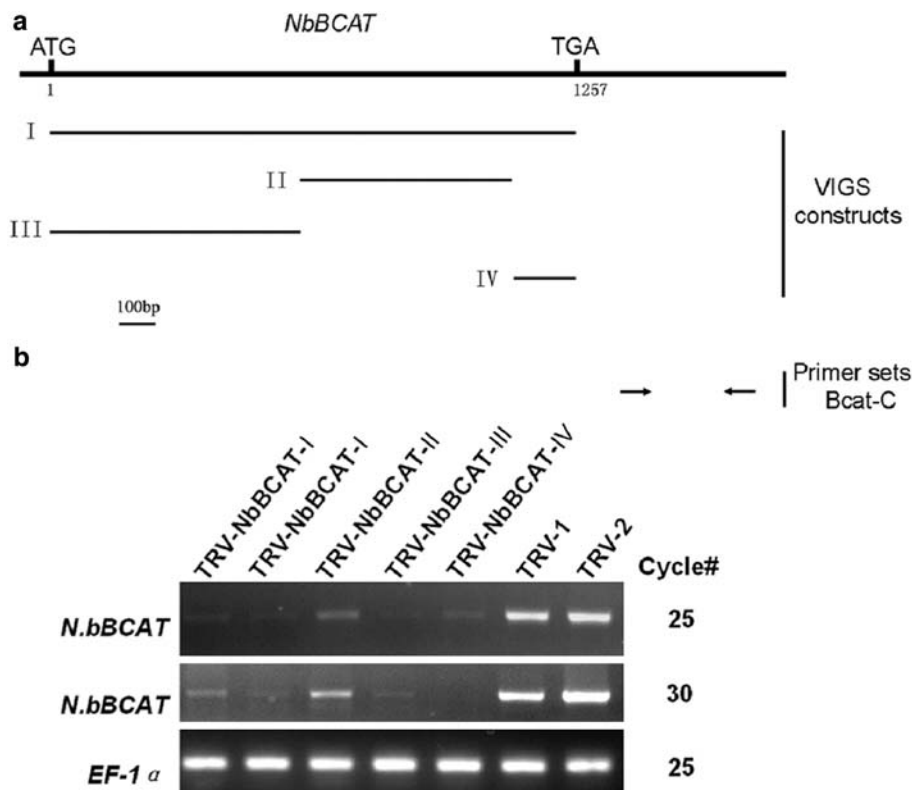 a
NbBCAT
ATG
TGA
1
1257
I
II
III
IV
VIGS
constructs
100bp
b
Primer sets
Bcat-C
TRV-NbBCAT-I
TRV-NbBCAT-I
TRV-NbBCAT-II
TRV-NbBCAT-III
TRV-NbBCAT-IV
TRV-1
TRV-2
Cycle#
N.bBCAT
25
N.bBCAT
30
EF-1 α
25